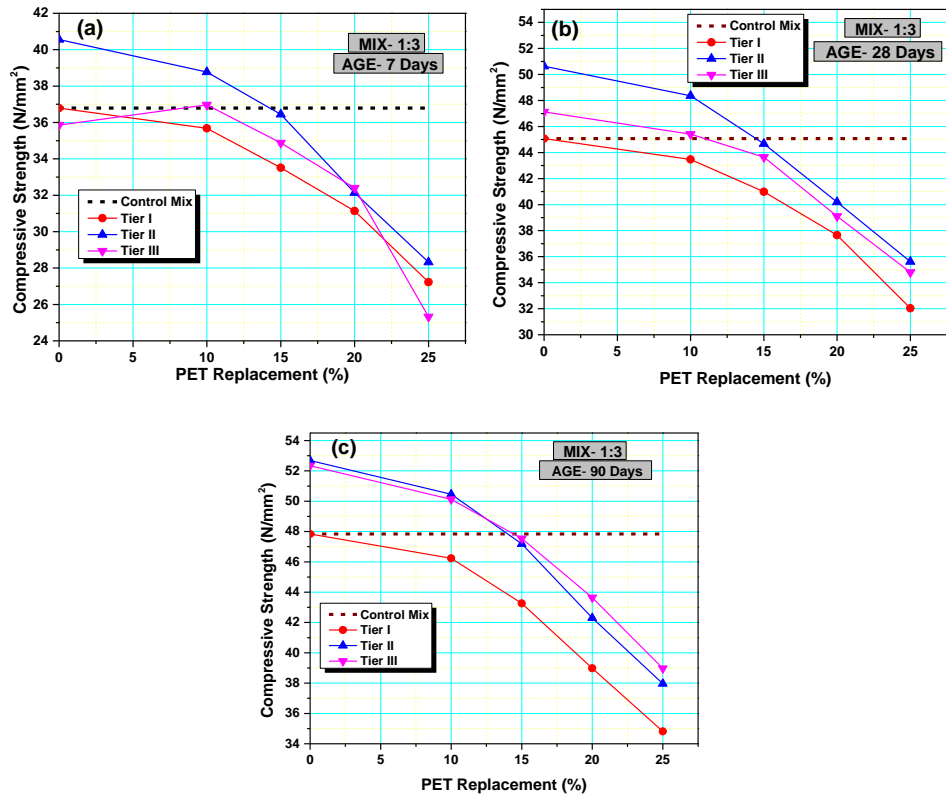 (a)
MIX- 1:3
AGE- 7 Days
Compressive Strength (N/mm²)
42
40
38
36
34
32
30
28
26
24
Control Mix
Tier I
Tier II
Tier III
0 5 10 15 20 25
PET Replacement (%)
(b)
MIX- 1:3
AGE- 28 Days
Control Mix
Tier I
Tier II
Tier III
Compressive Strength (N/mm²)
54
52
50
48
46
44
42
40
38
36
34
32
30
0 5 10 15 20 25
PET Replacement (%)
(c)
MIX- 1:3
AGE- 90 Days
Compressive Strength (N/mm²)
54
52
50
48
46
44
42
40
38
36
34
Control Mix
Tier I
Tier II
Tier III
0 5 10 15 20 25
PET Replacement (%)